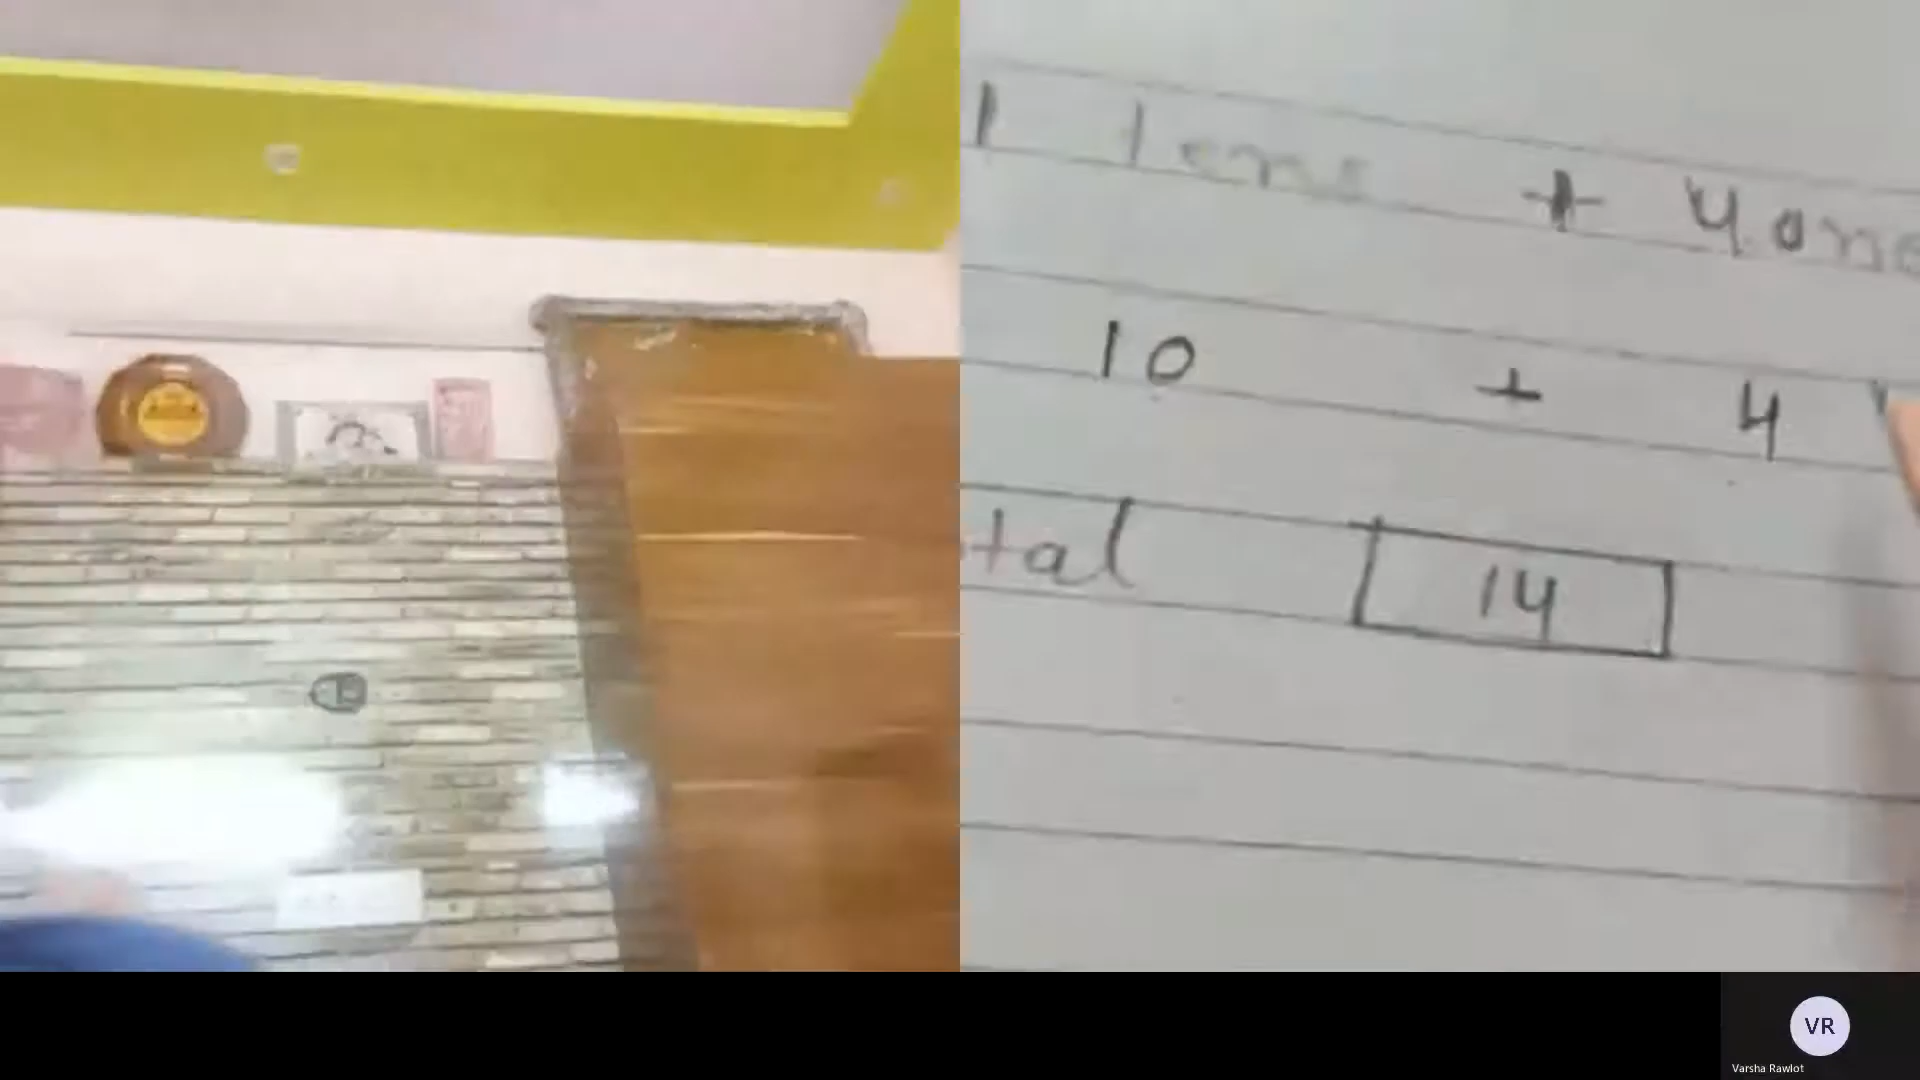 1 tens + 4 ones
10 + 4
tal 14
VR
Varsha Rawlot